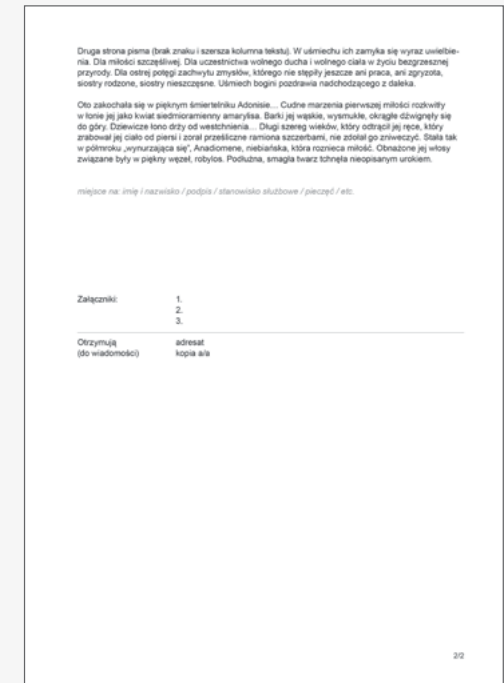 Druga strona pisma (brak znaku i szersza kolumna tekstu). W uśmiechu ich zamyka się wyraz uwielbie-
nia. Dla miłości szczęśliwej. Dla uczestnictwa wolnego ducha i wolnego ciała w życiu bezgrzesznej
przyrody. Dla ostrej potęgi zachwytu zmysłów, którego nie stępiły jeszcze ani praca, ani zgryzota,
siostry rodzone, siostry nieszczęsne. Uśmiech bogini pozdrawia nadchodzącego z daleka.
Oto zakochała się w pięknym śmiertelniku Adonisie... Cudne marzenia pierwszej miłości rozkwitły
w łonie jej jako kwiat siedmioramienny amarylisa. Barki jej wąskie, wysmukłe, okrągłe dźwignęły się
do góry. Dziewicze łono drży od westchnienia... Długi szereg wieków, który odtrącił jej ręce, który
zrabował jej ciało od piersi i zorał prześliczne ramiona szczerbami, nie zdołał go zniweczyć. Stała tak
w półmroku „wynurzająca się”, Anadiomene, niebiańska, która roznieca miłość. Obnażone jej włosy
związane były w piękny węzeł, robylos. Podłużna, smagła twarz tchnęła nieopisanym urokiem.
miejsce na: imię i nazwisko / podpis / stanowisko służbowe / pieczęć / etc.
Załączniki: 1.
2.
3.
Otrzymują adresat
(do wiadomości) kopia a/a
2/2